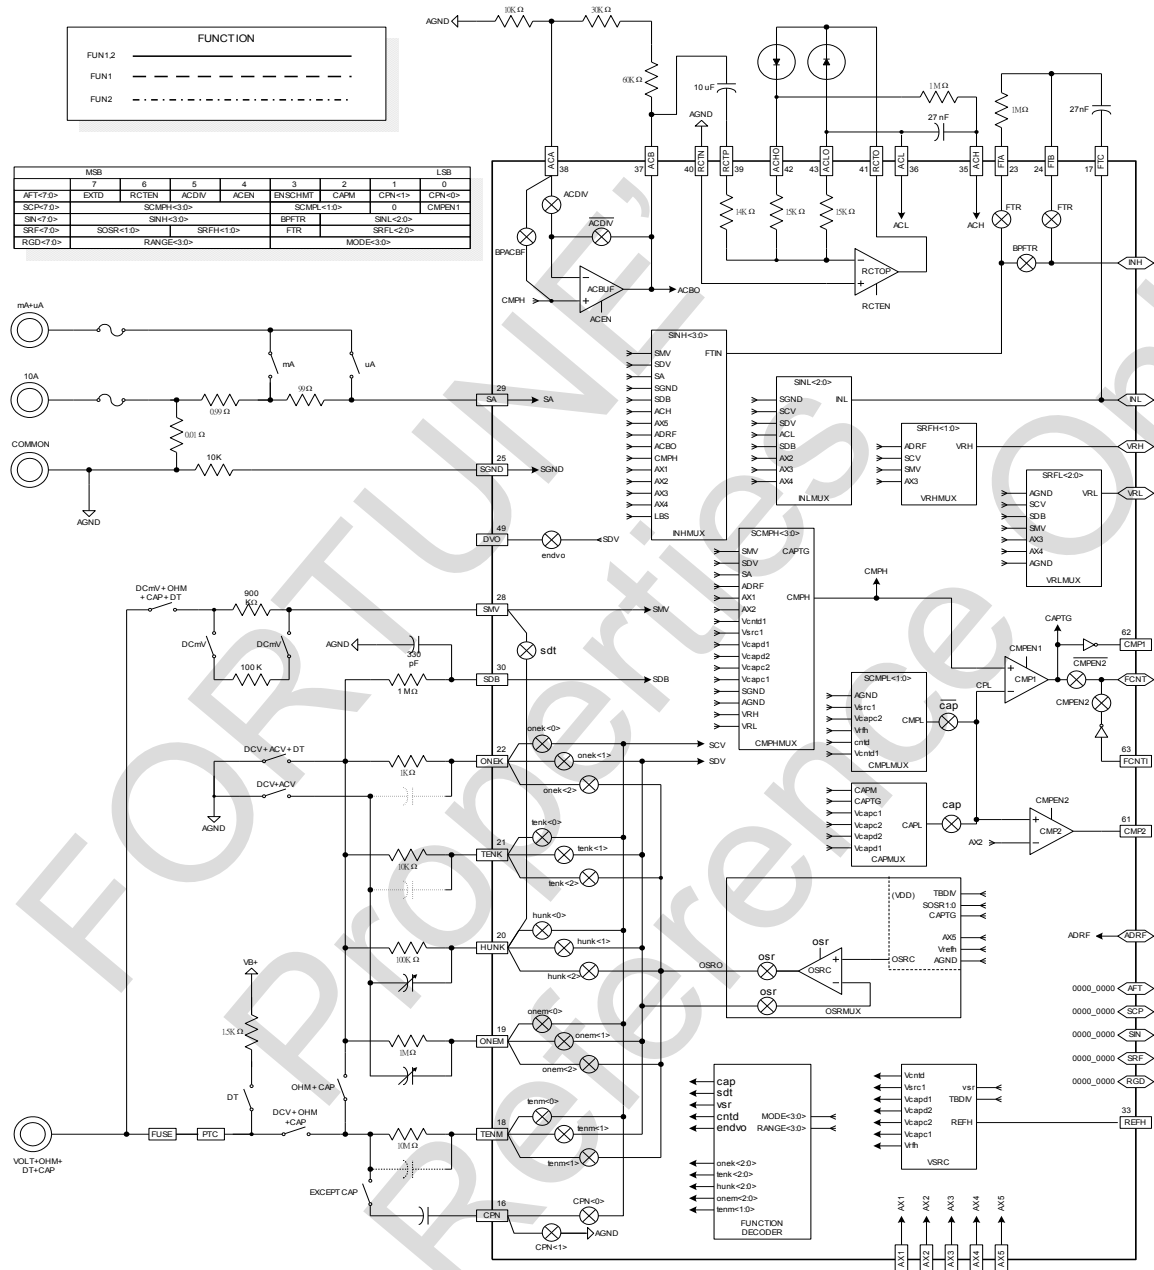 FUNCTION
FUN1,2
FUN1
FUN2
MSB LSB
7 6 5 4 3 2 1 0
AFT<7:0> EXTD RCTEN ACDIV ACEN ENSCHMT CAPM CPN<1> CPN<0>
SCP<7:0> SCMPH<3:0> SCMPL<1:0> 0 CMPEN1
SIN<7:0> SINH<3:0> BPFTR SINL<2:0>
SRF<7:0> SOSR<1:0> SRFH<1:0> FTR SRFL<2:0>
RGD<7:0> RANGE<3:0> MODE<3:0>
AGND
10K Ω
30K Ω
60K Ω
10 uF
AGND
1M Ω
27 nF
1M Ω
27nF
ACA
38
ACB
37
RCTN
40
RCTP
39
ACHO
42
ACLO
43
RCTO
41
ACL
36
ACH
35
FTA
23
FTB
24
FTC
17
ACDIV
ACDIV
BPACBF
ACBUF
CMPH
ACEN
ACBO
14K Ω
15K Ω
15K Ω
RCTOP
RCTEN
ACL
ACH
FTR
FTR
BPFTR
INH
mA+uA
10A
COMMON
mA
uA
99 Ω
0.99 Ω
0.01 Ω
10K
AGND
29
SA
SA
25
SGND
SGND
49
DVO
endvo
SDV
SINH<3:0>
SMV
SDV
SA
SGND
SDB
ACH
AX5
ADRF
ACBO
CMPH
AX1
AX2
AX3
AX4
LBS
FTIN
INHMUX
SINL<2:0>
SGND
SCV
SDV
ACL
SDB
AX2
AX3
AX4
INL
INLMUX
INL
SRFH<1:0>
ADRF
SCV
SMV
AX3
VRH
VRHMUX
VRH
SRFL<2:0>
AGND
SCV
SDB
SMV
AX3
AX4
AGND
VRL
VRLMUX
VRL
SCMPH<3:0>
SMV
SDV
SA
ADRF
AX1
AX2
Vcntd1
Vsrc1
Vcapd1
Vcapd2
Vcapc2
Vcapc1
SGND
AGND
VRH
VRL
CAPTG
CMPH
CMPHMUX
CMPH
DCmV+OHM
+CAP+DT
900
KΩ
DCmV
DCmV
100 K
28
SMV
SMV
AGND
330
pF
1 MΩ
sdt
30
SDB
SDB
SCMPL<1:0>
AGND
Vsrc1
Vcapc2
Vrfh
cntd
Vcntd1
CMPL
CMPLMUX
cap
CPL
CMPEN1
CMP1
CAPTG
62
CMP1
CMPEN2
FCNT
CMPEN2
63
FCNTI
CAPM
CAPTG
Vcapc1
Vcapc2
Vcapd2
Vcapd1
CAPL
CAPMUX
cap
CMPEN2
CMP2
AX2
61
CMP2
DCV+ACV+DT
DCV+ACV
AGND
1KΩ
22
ONEK
onek<0>
onek<1>
onek<2>
SCV
SDV
10KΩ
21
TENK
tenk<0>
tenk<1>
tenk<2>
100KΩ
20
HUNK
hunk<0>
hunk<1>
hunk<2>
1MΩ
19
ONEM
onem<0>
onem<1>
onem<2>
OSRO
osr
osr
osr
OSRC
OSRC
(VDD)
TBDIV
SOSR1:0
CAPTG
AX5
Vrefh
AGND
OSRMUX
ADRF
ADRF
0000_0000 AFT
0000_0000 SCP
0000_0000 SIN
0000_0000 SRF
0000_0000 RGD
VB+
1.5K Ω
DT
OHM+CAP
DCV+OHM
+CAP
FUSE
PTC
VOLT+OHM+
DT+CAP
10MΩ
18
TENM
tenm<0>
tenm<1>
tenm<1>
EXCEPT CAP
16
CPN
CPN<0>
CPN<1>
AGND
cap
sdt
vsr
cntd
endvo
MODE<3:0>
RANGE<3:0>
onek<2:0>
tenk<2:0>
hunk<2:0>
onem<2:0>
tenm<1:0>
FUNCTION
DECODER
Vcntd
Vsrc1
Vcapd1
Vcapd2
Vcapc2
Vcapc1
Vrfh
vsr
TBDIV
REFH
VSRC
33
REFH
AX1 AX2 AX3 AX4 AX5
AX1 AX2 AX3 AX4 AX5
FORTUNE'
Properties
Reference